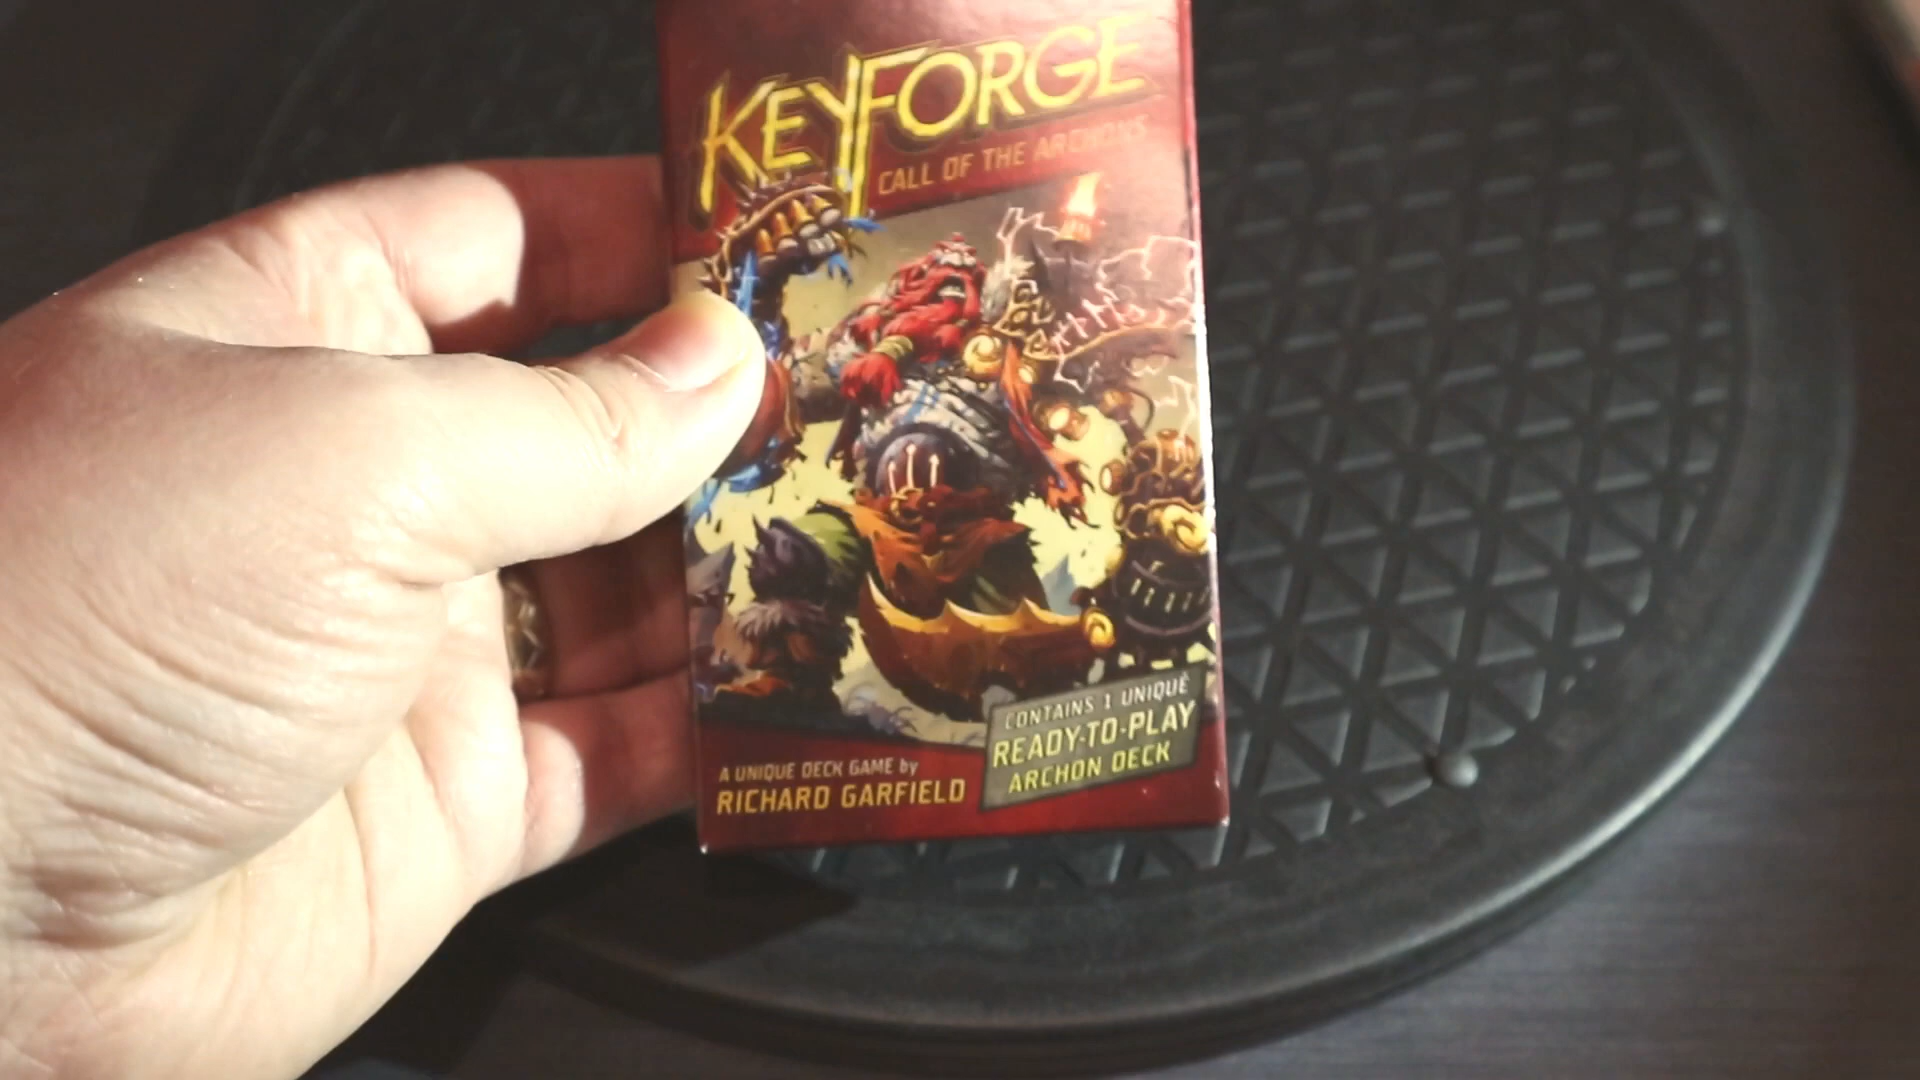 KEYFORGE
CALL OF THE ARCHONS
CONTAINS 1 UNIQUE
READY-TO-PLAY
ARCHON DECK
A UNIQUE DECK GAME by
RICHARD GARFIELD